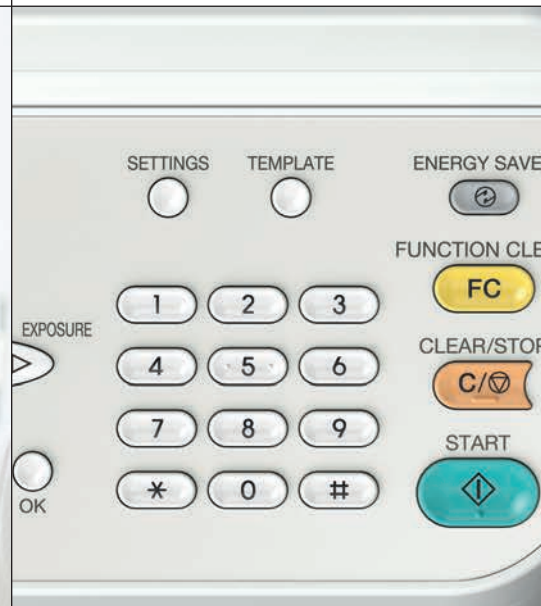 SETTINGS TEMPLATE ENERGY SAVE
FUNCTION CLE
1 2 3 FC
EXPOSURE
4 5 6 CLEAR/STOP
C/
7 8 9 START
OK
* 0 #